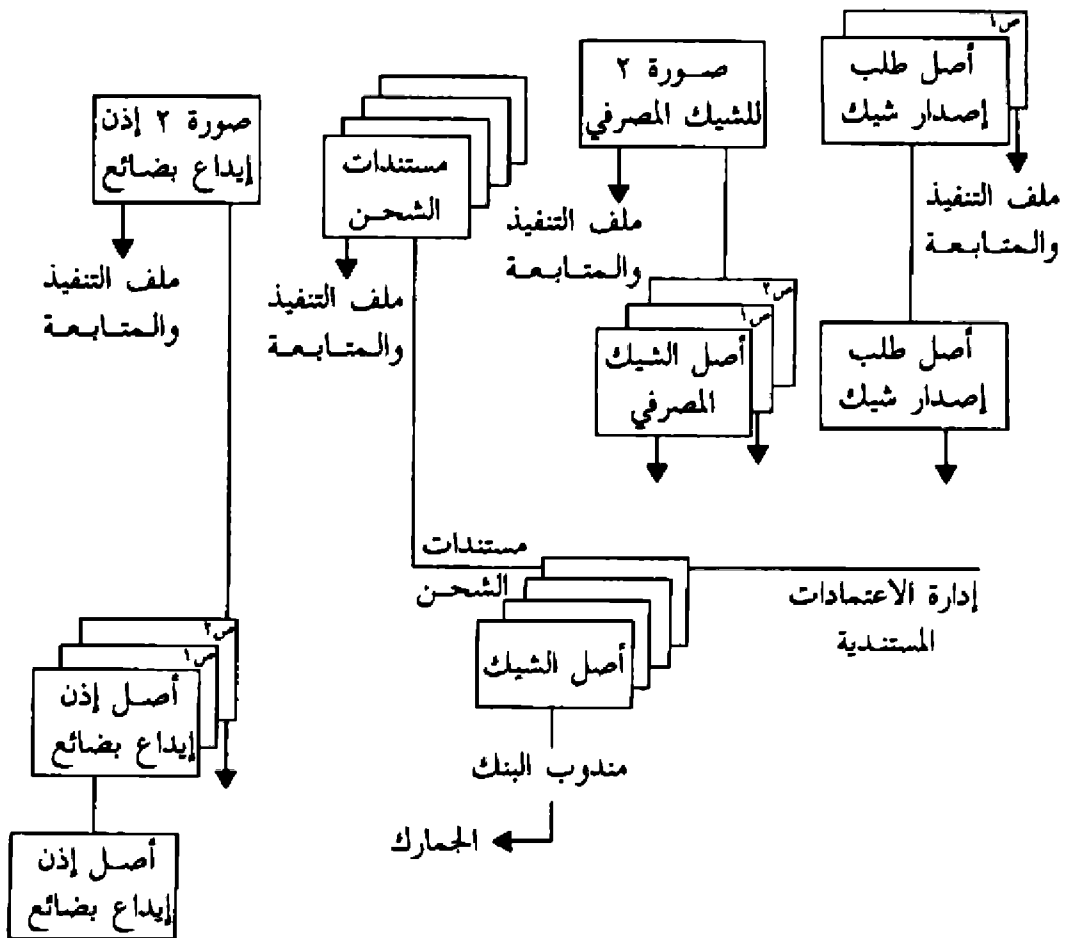 ص١
أصل طلب
إصدار شيك
ملف التنفيذ
والمتابعة
أصل طلب
إصدار شيك
صورة ٢
للشيك المصرفي
ملف التنفيذ
والمتابعة
ص٢
ص١
أصل الشيك
المصرفي
مستندات
الشحن
ملف التنفيذ
والمتابعة
صورة ٢ إذن
إيداع بضائع
ملف التنفيذ
والمتابعة
إدارة الاعتمادات
المستندية
مستندات
الشحن
أصل الشيك
مندوب البنك
الجمارك
ص٢
ص١
أصل إذن
إيداع بضائع
أصل إذن
إيداع بضائع